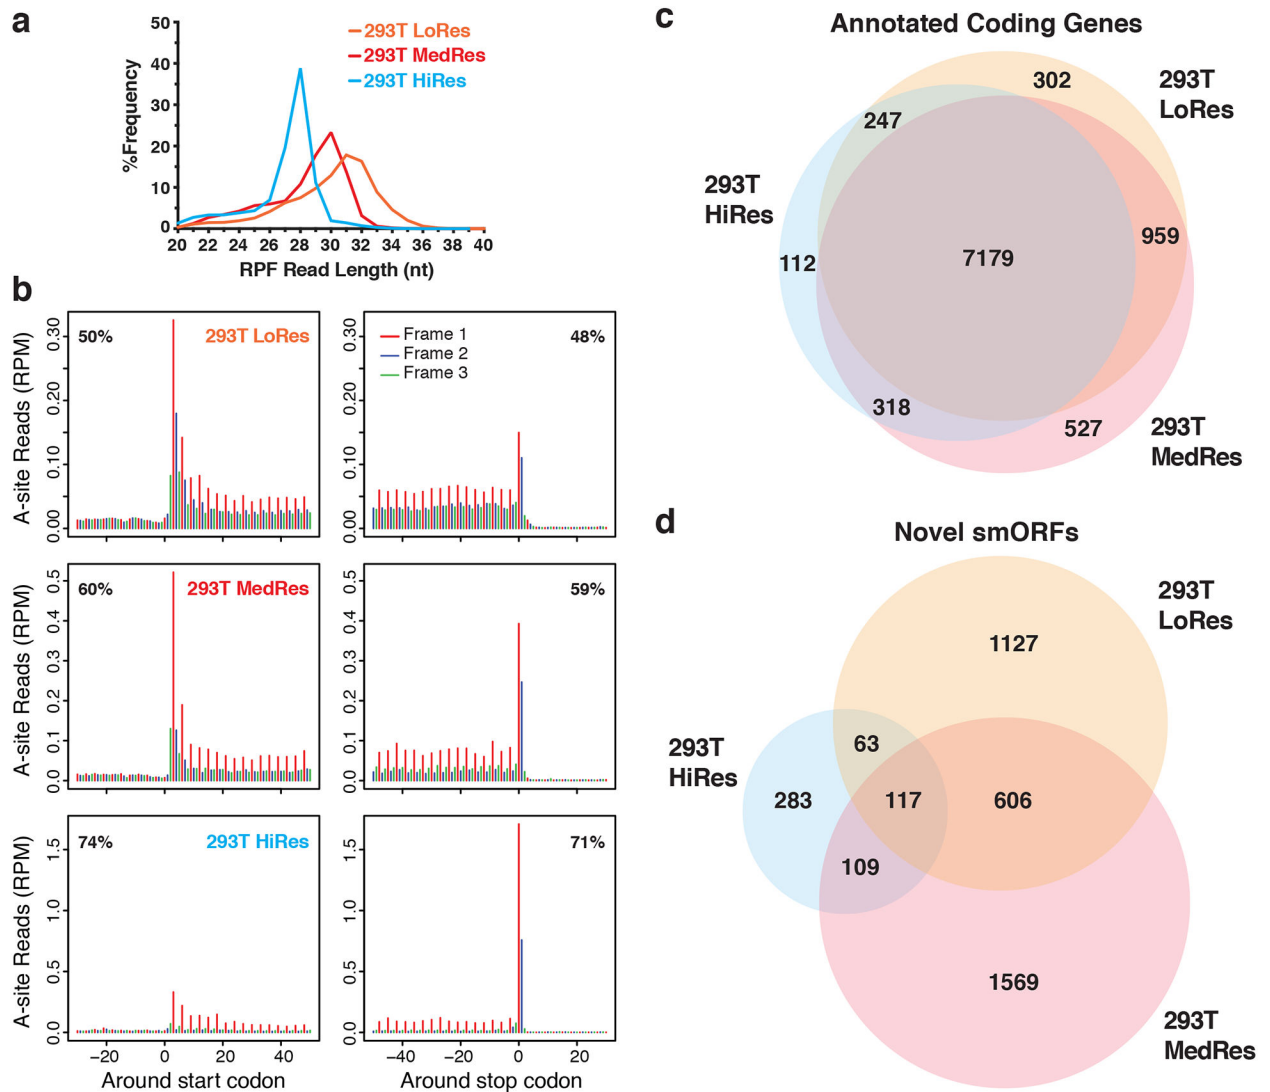 a
50
40
30
20
10
0
%Frequency
293T LoRes
293T MedRes
293T HiRes
20 22 24 26 28 30 32 34 36 38 40
RPF Read Length (nt)
b
A-site Reads (RPM)
0.30
0.20
0.10
0.00
50%
293T LoRes
0.30
0.20
0.10
0.00
Frame 1
Frame 2
Frame 3
48%
A-site Reads (RPM)
0.5
0.4
0.3
0.2
0.1
0.0
60%
293T MedRes
0.5
0.4
0.3
0.2
0.1
0.0
59%
A-site Reads (RPM)
1.5
1.0
0.5
0.0
74%
293T HiRes
1.5
1.0
0.5
0.0
71%
−20 0 20 40
Around start codon
−40 −20 0 20
Around stop codon
c
Annotated Coding Genes
302
293T
LoRes
247
293T
HiRes
959
7179
112
318
527
293T
MedRes
d
Novel smORFs
293T
LoRes
1127
63
293T
HiRes
283
117
606
109
1569
293T
MedRes